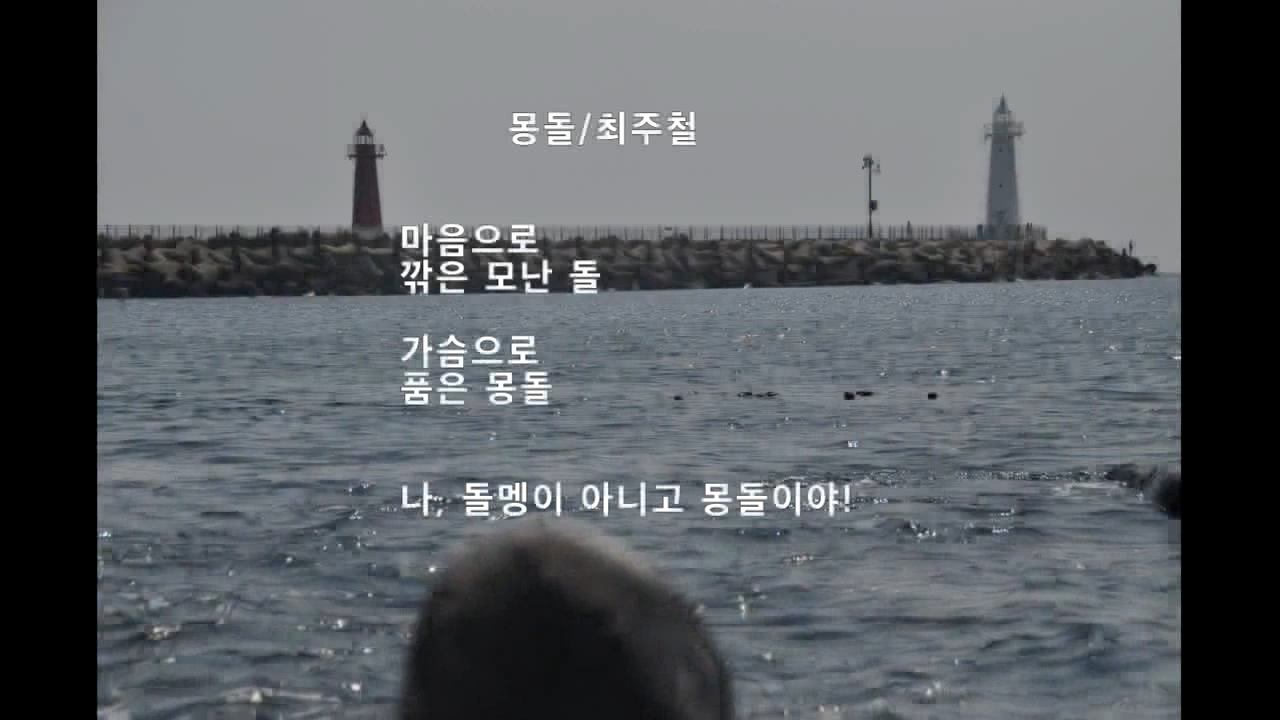 몽돌/최주철
마음으로
깎은 모난 돌
가슴으로
품은 몽돌
나, 돌멩이 아니고 몽돌이야!